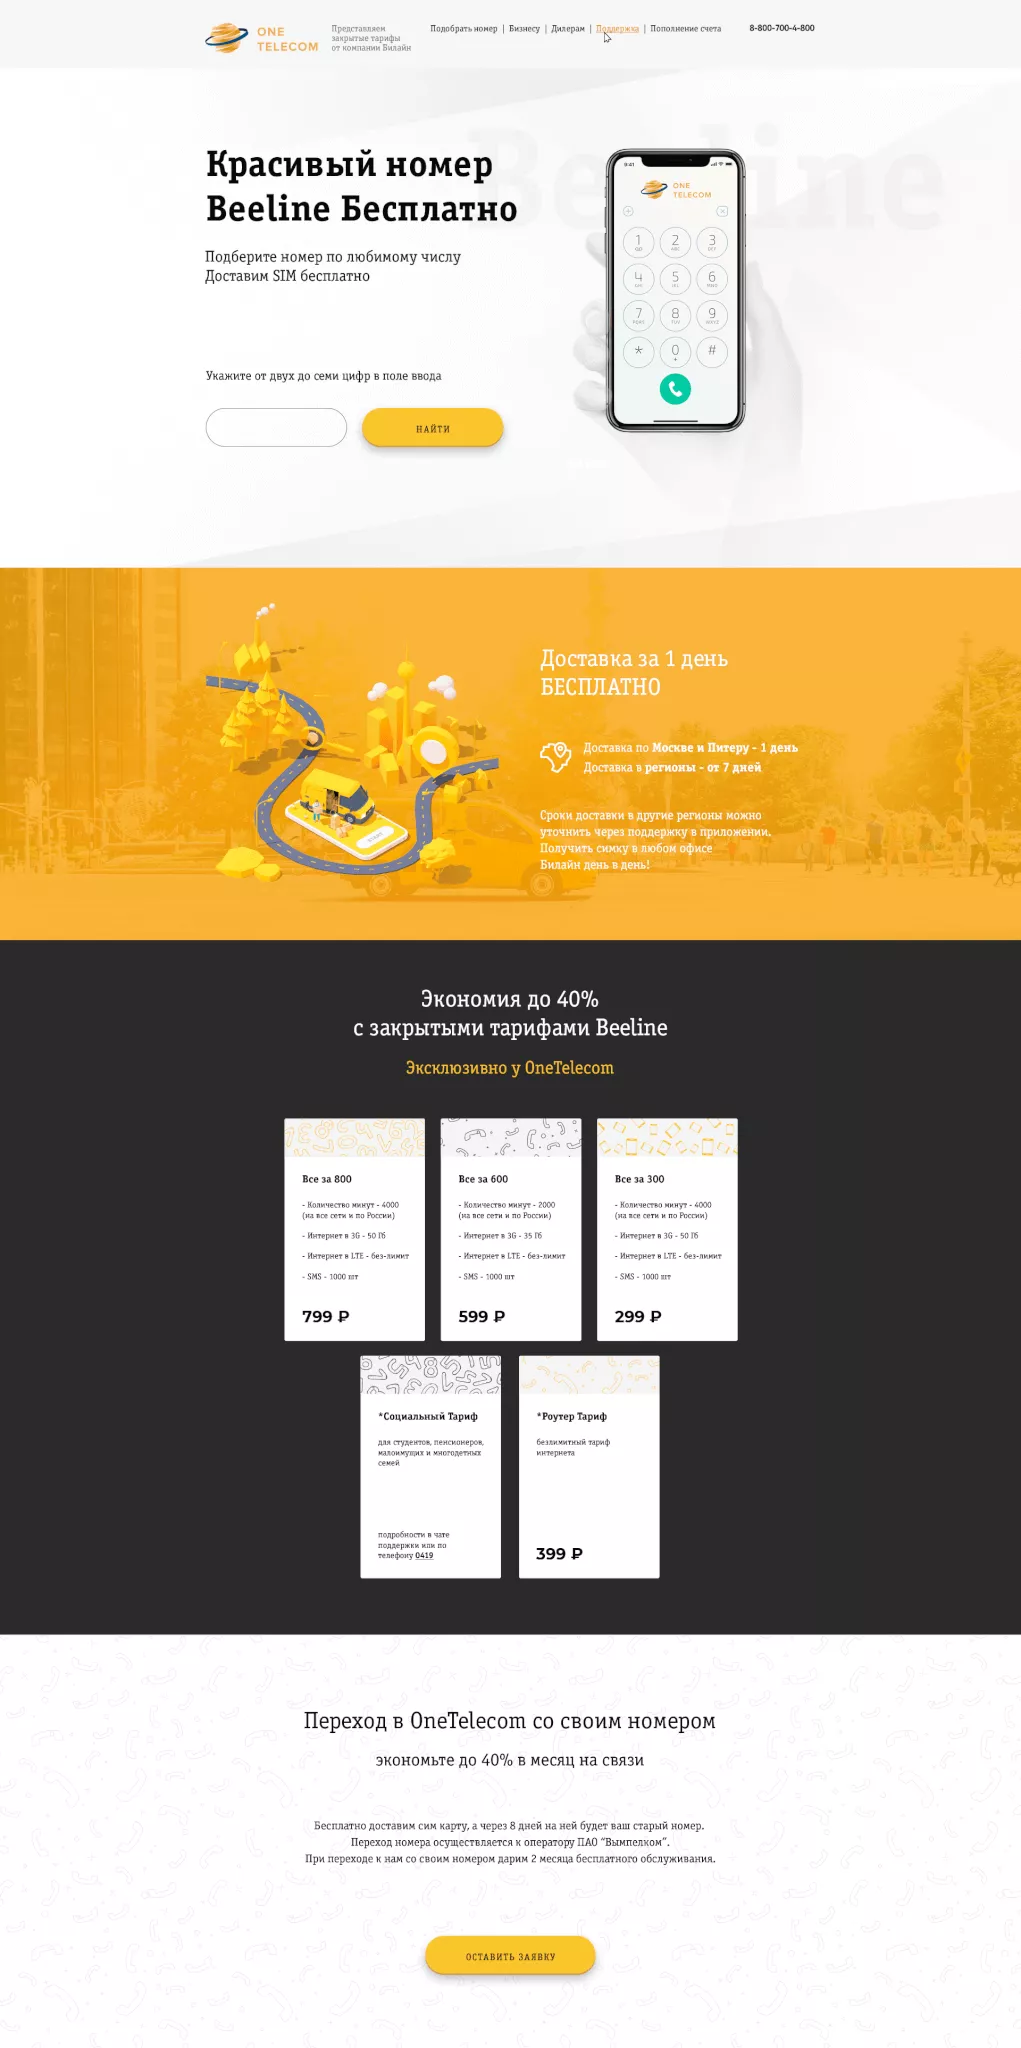 ONE
TELECOM
Представляем
закрытые тарифы
от компании Билайн
Подобрать номер | Бизнесу | Дилерам | Поддержка | Пополнение счета
8-800-700-4-800
Beeline
Красивый номер
Beeline Бесплатно
Подберите номер по любимому числу
Доставим SIM бесплатно
Укажите от двух до семи цифр в поле ввода
НАЙТИ
9:41
ONE
TELECOM
1 2 3
ABC DEF
4 5 6
GHI JKL MNO
7 8 9
PQRS TUV WXYZ
* 0 #
+
Доставка за 1 день
БЕСПЛАТНО
Доставка по Москве и Питеру - 1 день
Доставка в регионы - от 7 дней
START
Сроки доставки в другие регионы можно
уточнить через поддержку в приложении.
Получить симку в любом офисе
Билайн день в день!
Экономия до 40%
с закрытыми тарифами Beeline
Эксклюзивно у OneTelecom
Все за 800
- Количество минут - 4000
(на все сети и по России)
- Интернет в 3G - 50 Гб
- Интернет в LTE - без-лимит
- SMS - 1000 шт
799 ₽
Все за 600
- Количество минут - 2000
(на все сети и по России)
- Интернет в 3G - 35 Гб
- Интернет в LTE - без-лимит
- SMS - 1000 шт
599 ₽
Все за 300
- Количество минут - 4000
(на все сети и по России)
- Интернет в 3G - 50 Гб
- Интернет в LTE - без-лимит
- SMS - 1000 шт
299 ₽
*Социальный Тариф
для студентов, пенсионеров,
малоимущих и многодетных
семей
подробности в чате
поддержки или по
телефону 0419
*Роутер Тариф
безлимитный тариф
интернета
399 ₽
Переход в OneTelecom со своим номером
экономьте до 40% в месяц на связи
Бесплатно доставим сим карту, а через 8 дней на ней будет ваш старый номер.
Переход номера осуществляется к оператору ПАО “Вымпелком”.
При переходе к нам со своим номером дарим 2 месяца бесплатного обслуживания.
ОСТАВИТЬ ЗАЯВКУ